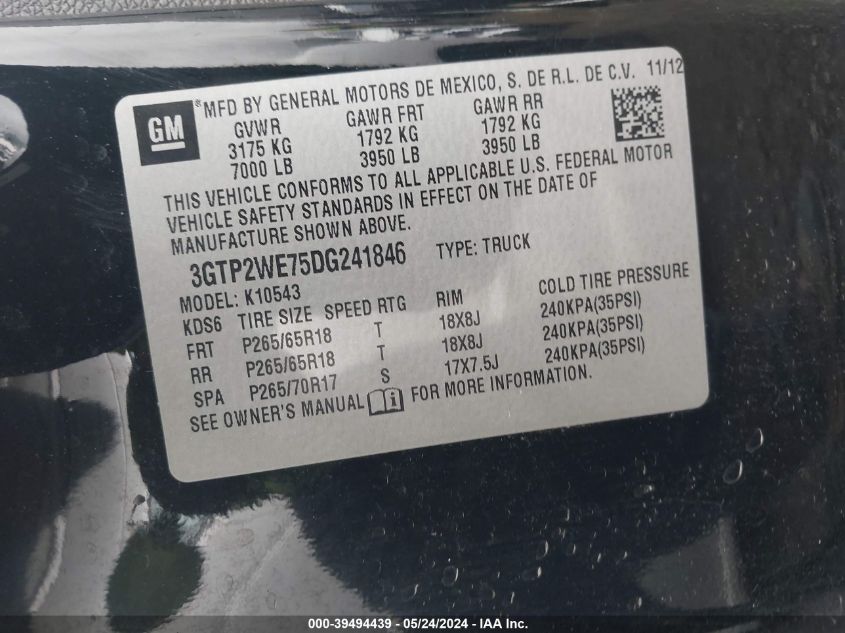 GM
*MFD BY GENERAL MOTORS DE MEXICO, S. DE R.L. DE C.V. 11/12
GVWR GAWR FRT GAWR RR
3175 KG 1792 KG 1792 KG
7000 LB 3950 LB 3950 LB
THIS VEHICLE CONFORMS TO ALL APPLICABLE U.S. FEDERAL MOTOR
VEHICLE SAFETY STANDARDS IN EFFECT ON THE DATE OF
MANUFACTURE SHOWN ABOVE.
3GTP2WE75DG241846 TYPE: TRUCK
MODEL: K10543
KDS6 TIRE SIZE SPEED RTG RIM COLD TIRE PRESSURE
FRT P265/65R18 T 18X8J 240KPA(35PSI)
RR P265/65R18 T 18X8J 240KPA(35PSI)
SPA P265/70R17 S 17X7.5J 240KPA(35PSI)
SEE OWNER'S MANUAL FOR MORE INFORMATION.
000-39494439 - 05/24/2024 - IAA Inc.